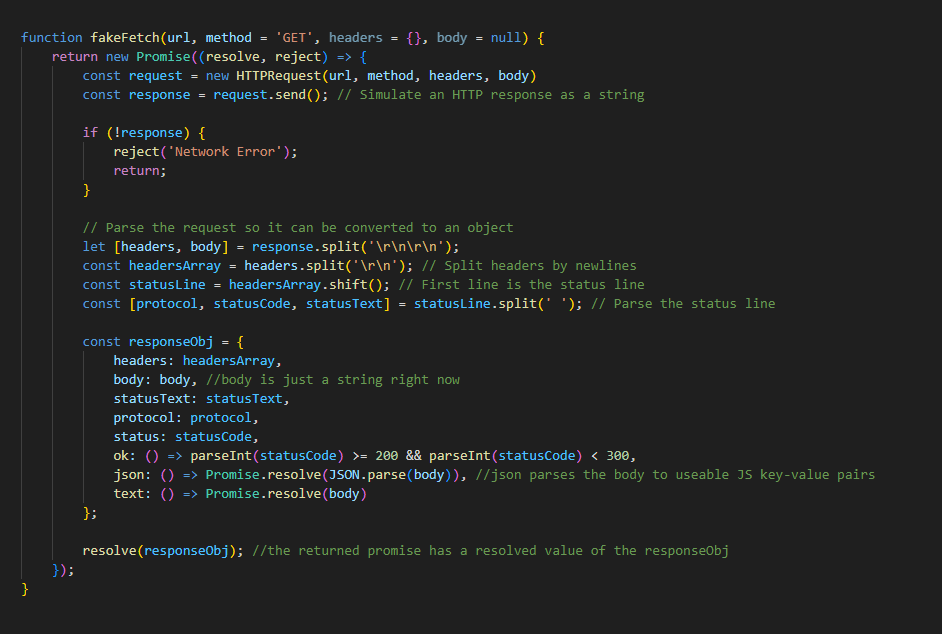 function fakeFetch(url, method = 'GET', headers = {}, body = null) {
    return new Promise((resolve, reject) => {
        const request = new HTTPRequest(url, method, headers, body)
        const response = request.send(); // Simulate an HTTP response as a string

        if (!response) {
            reject('Network Error');
            return;
        }

        // Parse the request so it can be converted to an object
        let [headers, body] = response.split('\r\n\r\n');
        const headersArray = headers.split('\r\n'); // Split headers by newlines
        const statusLine = headersArray.shift(); // First line is the status line
        const [protocol, statusCode, statusText] = statusLine.split(' '); // Parse the status line

        const responseObj = {
            headers: headersArray,
            body: body, //body is just a string right now
            statusText: statusText,
            protocol: protocol,
            status: statusCode,
            ok: () => parseInt(statusCode) >= 200 && parseInt(statusCode) < 300,
            json: () => Promise.resolve(JSON.parse(body)), //json parses the body to useable JS key-value pairs
            text: () => Promise.resolve(body)
        };

        resolve(responseObj); //the returned promise has a resolved value of the responseObj
    });
}